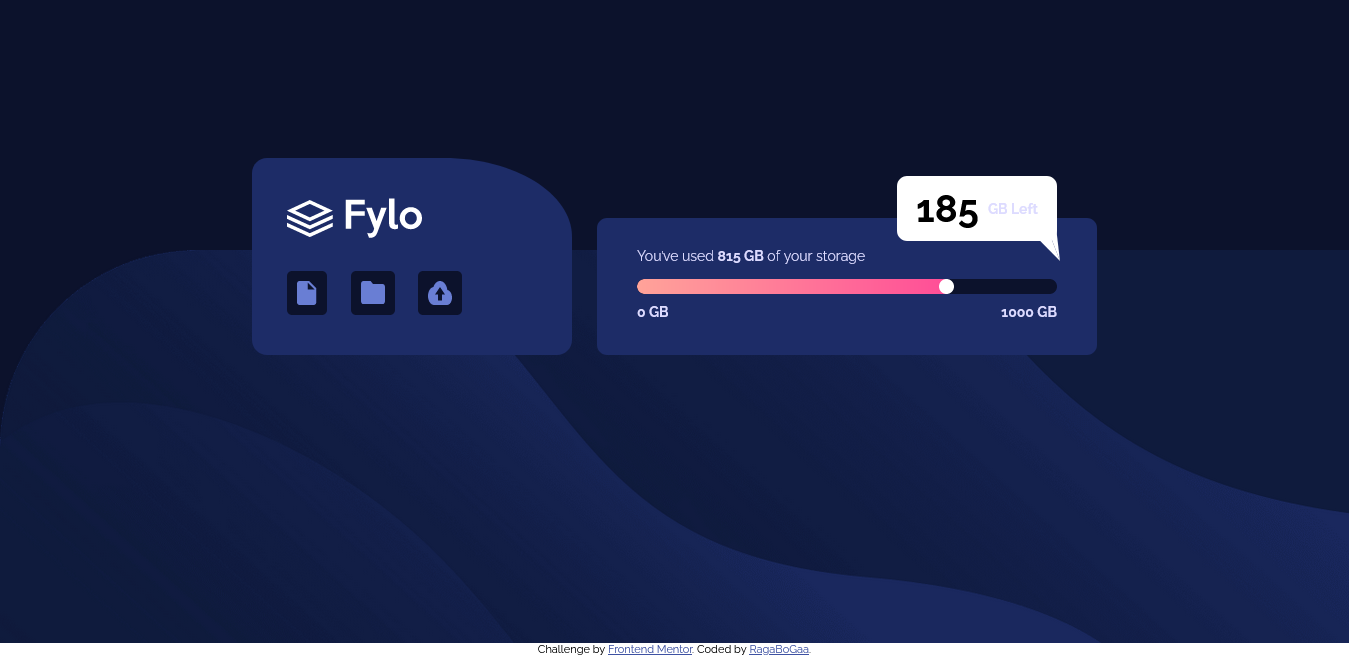 Fylo
185 GB Left
You've used 815 GB of your storage
0 GB 1000 GB
Challenge by Frontend Mentor. Coded by RagaBoGaa.